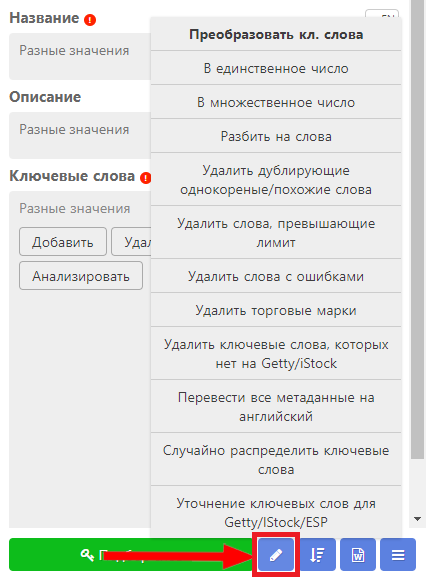 Название
Преобразовать кл. слова
Разные значения
В единственное число
В множественное число
Описание
Разные значения
Разбить на слова
Удалить дублирующие
однокореные/похожие слова
Ключевые слова
Разные значения
Удалить слова, превышающие
лимит
Добавить
Анализировать
Удалить слова с ошибками
Удалить торговые марки
Удалить ключевые слова, которых
нет на Getty/iStock
Перевести все метаданные на
английский
Случайно распределить ключевые
слова
Уточнение ключевых слов для
Getty/IStock/ESP